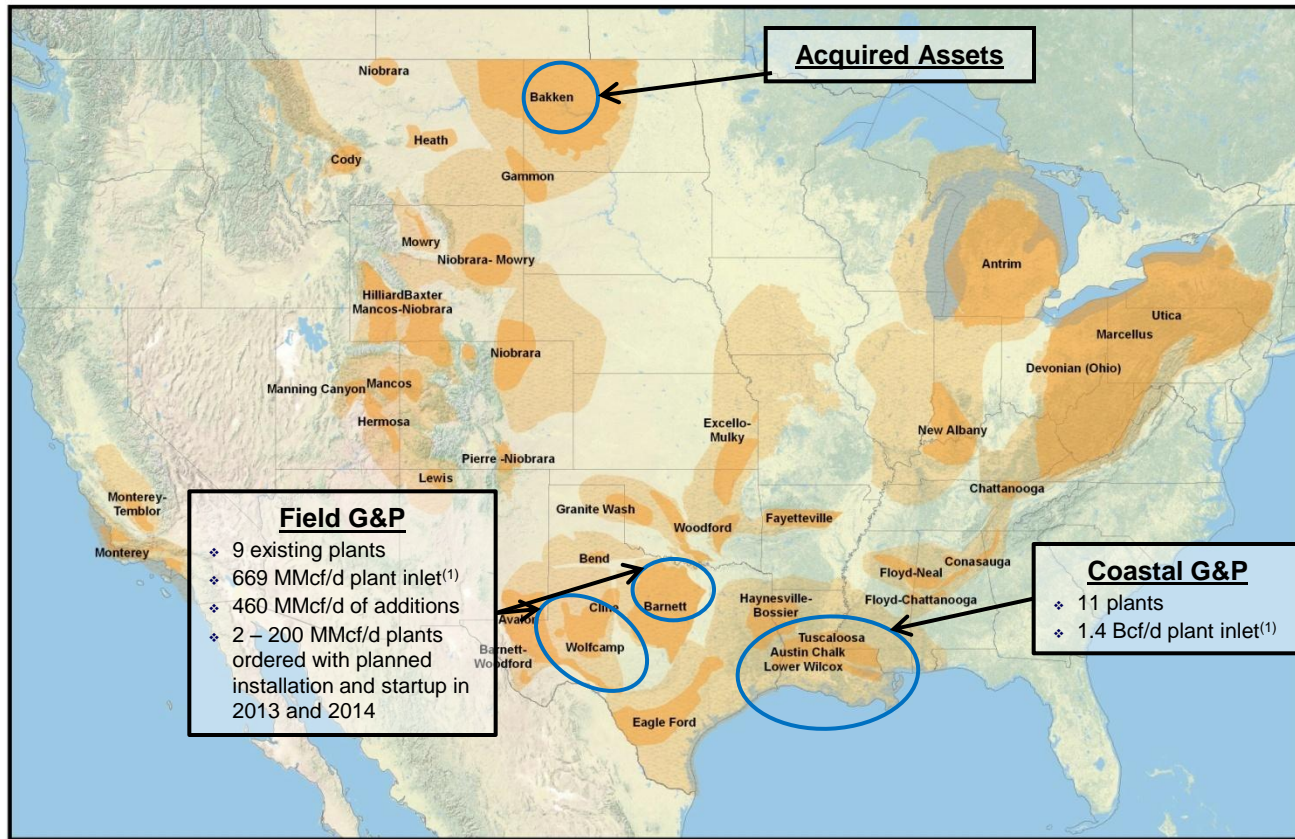 Acquired Assets
Niobrara
Bakken
Heath
Cody
Gammon
Mowry
Niobrara- Mowry
Antrim
HilliardBaxter
Mancos-Niobrara
Utica
Marcellus
Niobrara
Devonian (Ohio)
Manning Canyon
Mancos
Hermosa
Excello-
Mulky
New Albany
Pierre -Niobrara
Lewis
Chattanooga
Monterey-
Temblor
Monterey
Granite Wash
Woodford
Fayetteville
Bend
Conasauga
Floyd-Neal
Floyd-Chattanooga
Haynesville-
Bossier
Cline
Barnett
Avalon
Wolfcamp
Barnett-
Woodford
Tuscaloosa
Austin Chalk
Lower Wilcox
Eagle Ford
Field G&P
❖ 9 existing plants
❖ 669 MMcf/d plant inlet(1)
❖ 460 MMcf/d of additions
❖ 2 – 200 MMcf/d plants
ordered with planned
installation and startup in
2013 and 2014
Coastal G&P
❖ 11 plants
❖ 1.4 Bcf/d plant inlet(1)